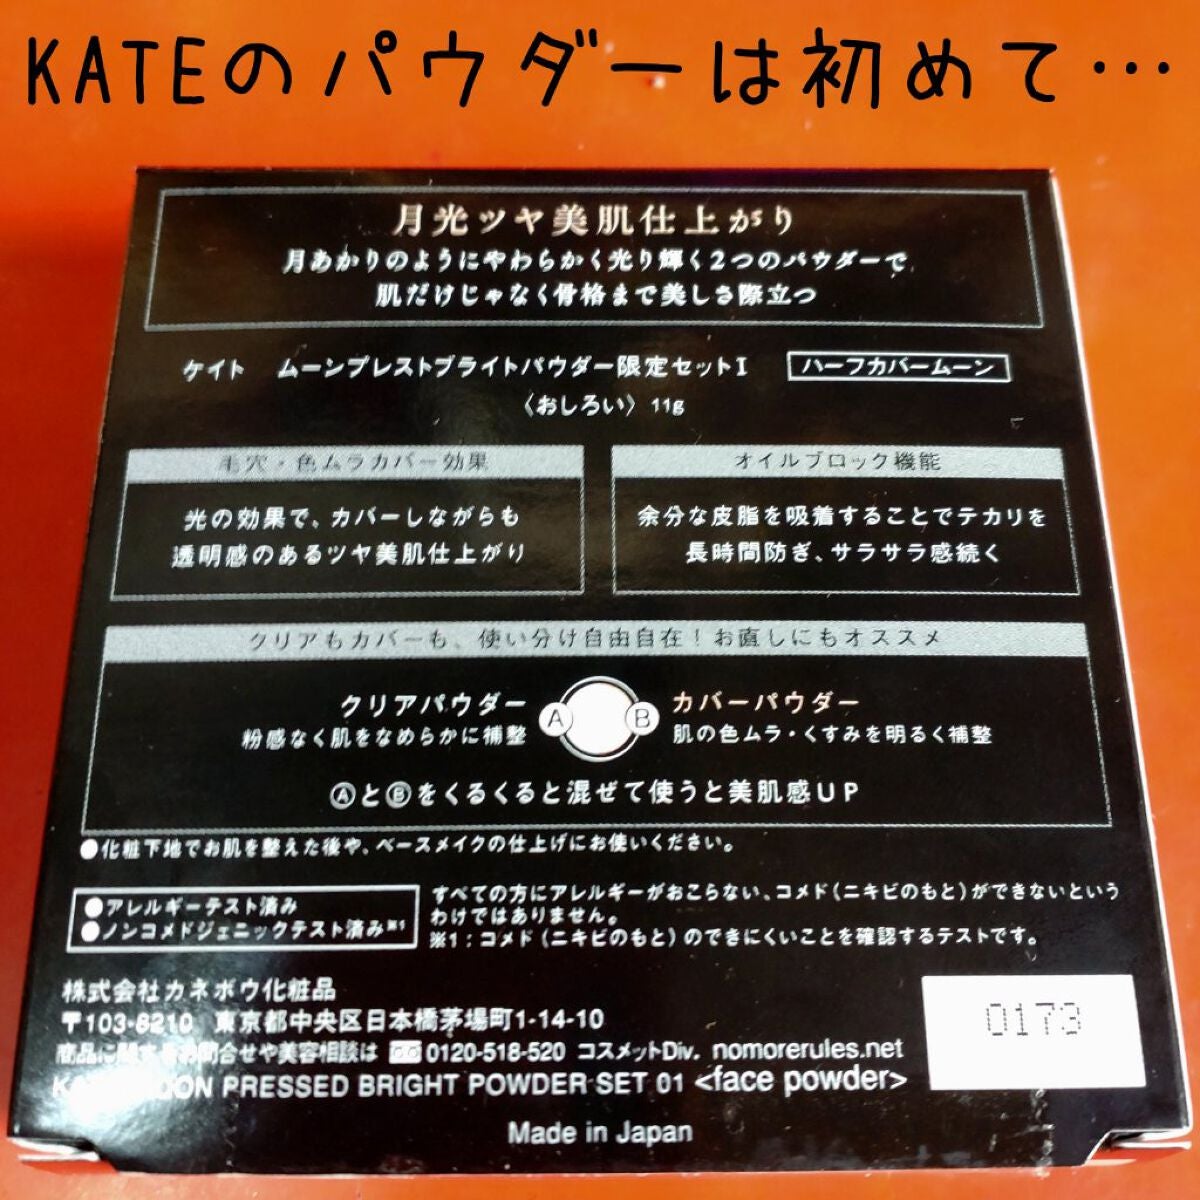 KATEのパウダーは初めて…
月光ツヤ美肌仕上がり
月あかりのようにやわらかく光り輝く2つのパウダーで
肌だけじゃなく骨格まで美しさ際立つ
ケイト ムーンプレストブライトパウダー限定セットI ハーフカバームーン
〈おしろい〉 11g
毛穴・色ムラカバー効果
光の効果で、カバーしながらも
透明感のあるツヤ美肌仕上がり
オイルブロック機能
余分な皮脂を吸着することでテカリを
長時間防ぎ、サラサラ感続く
クリアもカバーも、使い分け自由自在！お直しにもオススメ
クリアパウダー
粉感なく肌をなめらかに補整
A
B
カバーパウダー
肌の色ムラ・くすみを明るく補整
ⒶとⒷをくるくると混ぜて使うと美肌感UP
●化粧下地でお肌を整えた後や、ベースメイクの仕上げにお使いください。
●アレルギーテスト済み
●ノンコメドジェニックテスト済み※1
すべての方にアレルギーがおこらない、コメド（ニキビのもと）ができないという
わけではありません。
※1：コメド（ニキビのもと）のできにくいことを確認するテストです。
株式会社カネボウ化粧品
〒103-8210 東京都中央区日本橋茅場町1-14-10
商品に関するお問合せや美容相談は 0120-518-520 コスメットDiv. nomorerules.net
KATE MOON PRESSED BRIGHT POWDER SET 01 <face powder>
Made in Japan
0173